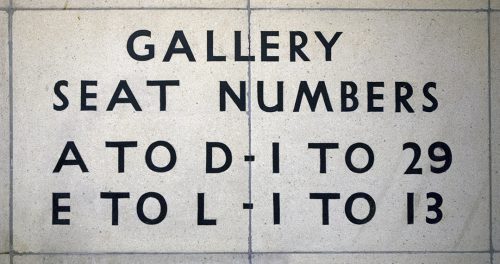 GALLERY
SEAT NUMBERS
A TO D - 1 TO 29
E TO L - 1 TO 13